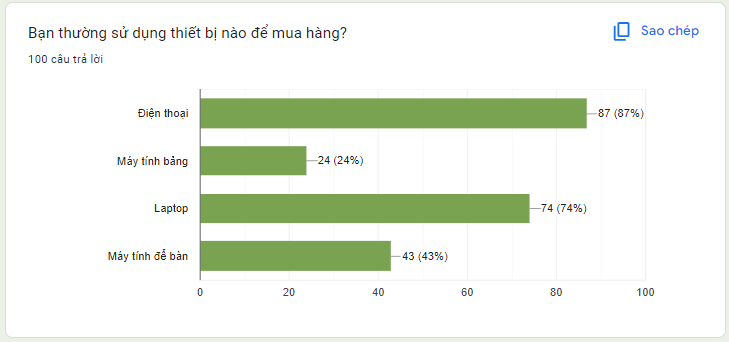 Bạn thường sử dụng thiết bị nào để mua hàng?
Sao chép
100 câu trả lời
Điện thoại
87 (87%)
Máy tính bảng
24 (24%)
Laptop
74 (74%)
Máy tính để bàn
43 (43%)
0 20 40 60 80 100